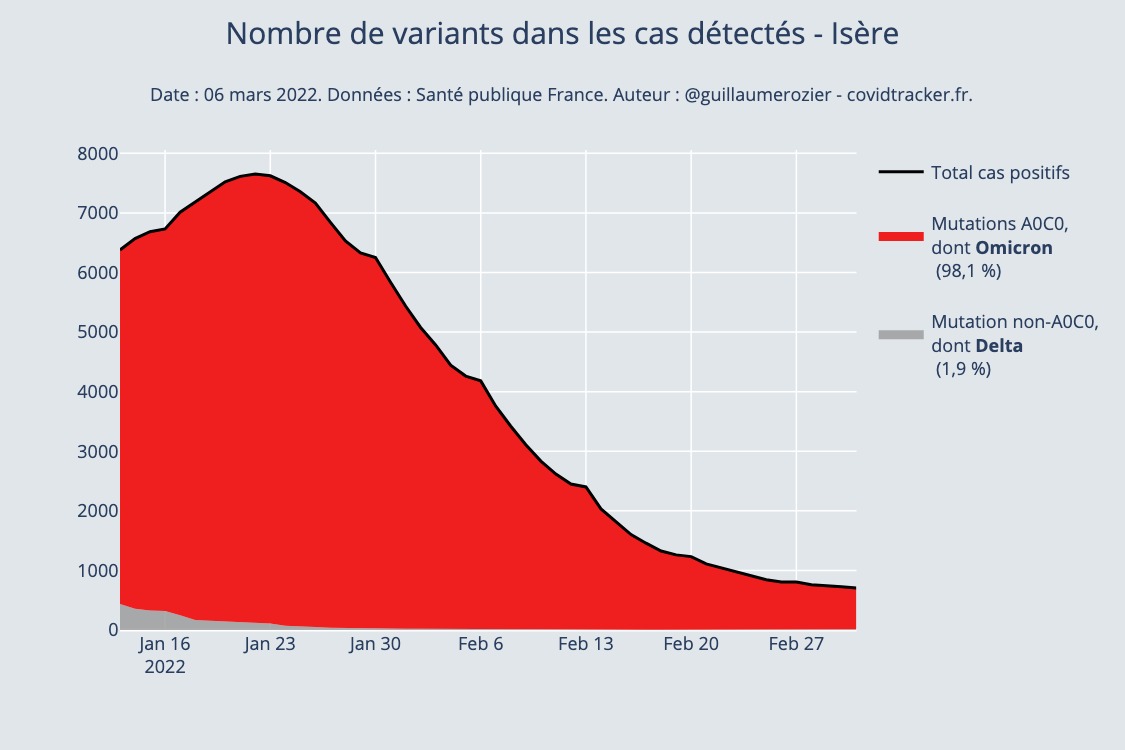 Nombre de variants dans les cas détectés - Isère
Date : 06 mars 2022. Données : Santé publique France. Auteur : @guillaumerozier - covidtracker.fr.
8000
7000
6000
5000
4000
3000
2000
1000
0
Jan 16
2022
Jan 23
Jan 30
Feb 6
Feb 13
Feb 20
Feb 27
Total cas positifs
Mutations A0C0,
dont Omicron
(98,1 %)
Mutation non-A0C0,
dont Delta
(1,9 %)